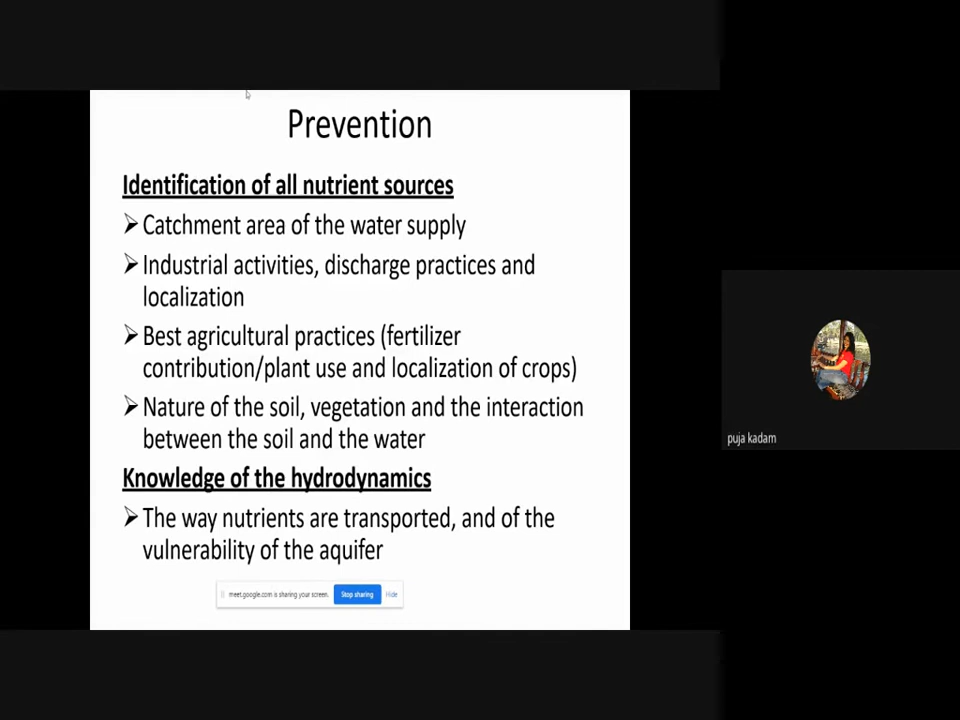 Prevention
Identification of all nutrient sources
➢ Catchment area of the water supply
➢ Industrial activities, discharge practices and
localization
➢ Best agricultural practices (fertilizer
contribution/plant use and localization of crops)
➢ Nature of the soil, vegetation and the interaction
between the soil and the water
Knowledge of the hydrodynamics
➢ The way nutrients are transported, and of the
vulnerability of the aquifer
meet.google.com is sharing your screen. Stop sharing Hide
puja kadam